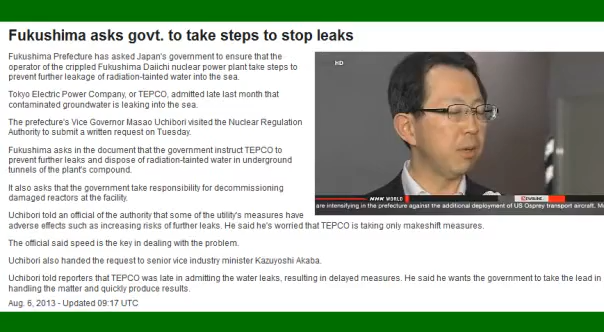 Fukushima asks govt. to take steps to stop leaks
Fukushima Prefecture has asked Japan's government to ensure that the
operator of the crippled Fukushima Daiichi nuclear power plant take steps to
prevent further leakage of radiation-tainted water into the sea.
Tokyo Electric Power Company, or TEPCO, admitted late last month that
contaminated groundwater is leaking into the sea.
The prefecture's Vice Governor Masao Uchibori visited the Nuclear Regulation
Authority to submit a written request on Tuesday.
Fukushima asks in the document that the government instruct TEPCO to
prevent further leaks and dispose of radiation-tainted water in underground
tunnels of the plant's compound.
It also asks that the government take responsibility for decommissioning
damaged reactors at the facility.
Uchibori told an official of the authority that some of the utility's measures have
adverse effects such as increasing risks of further leaks. He said he's worried that TEPCO is taking only makeshift measures.
The official said speed is the key in dealing with the problem.
Uchibori also handed the request to senior vice industry minister Kazuyoshi Akaba.
Uchibori told reporters that TEPCO was late in admitting the water leaks, resulting in delayed measures. He said he wants the government to take the lead in
handling the matter and quickly produce results.
Aug. 6, 2013 - Updated 09:17 UTC
HD
NHK WORLD
are intensifying in the prefecture against the additional deployment of US Osprey transport aircraft. M